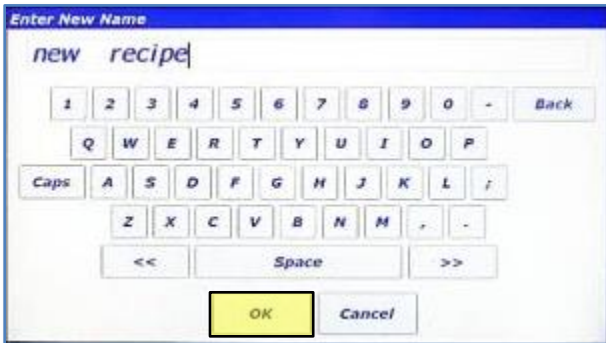 Enter New Name
new recipe
1 2 3 4 5 6 7 8 9 0 - Back
Q W E R T Y U I O P
Caps A S D F G H J K L ;
Z X C V B N M , .
<< Space >>
OK Cancel